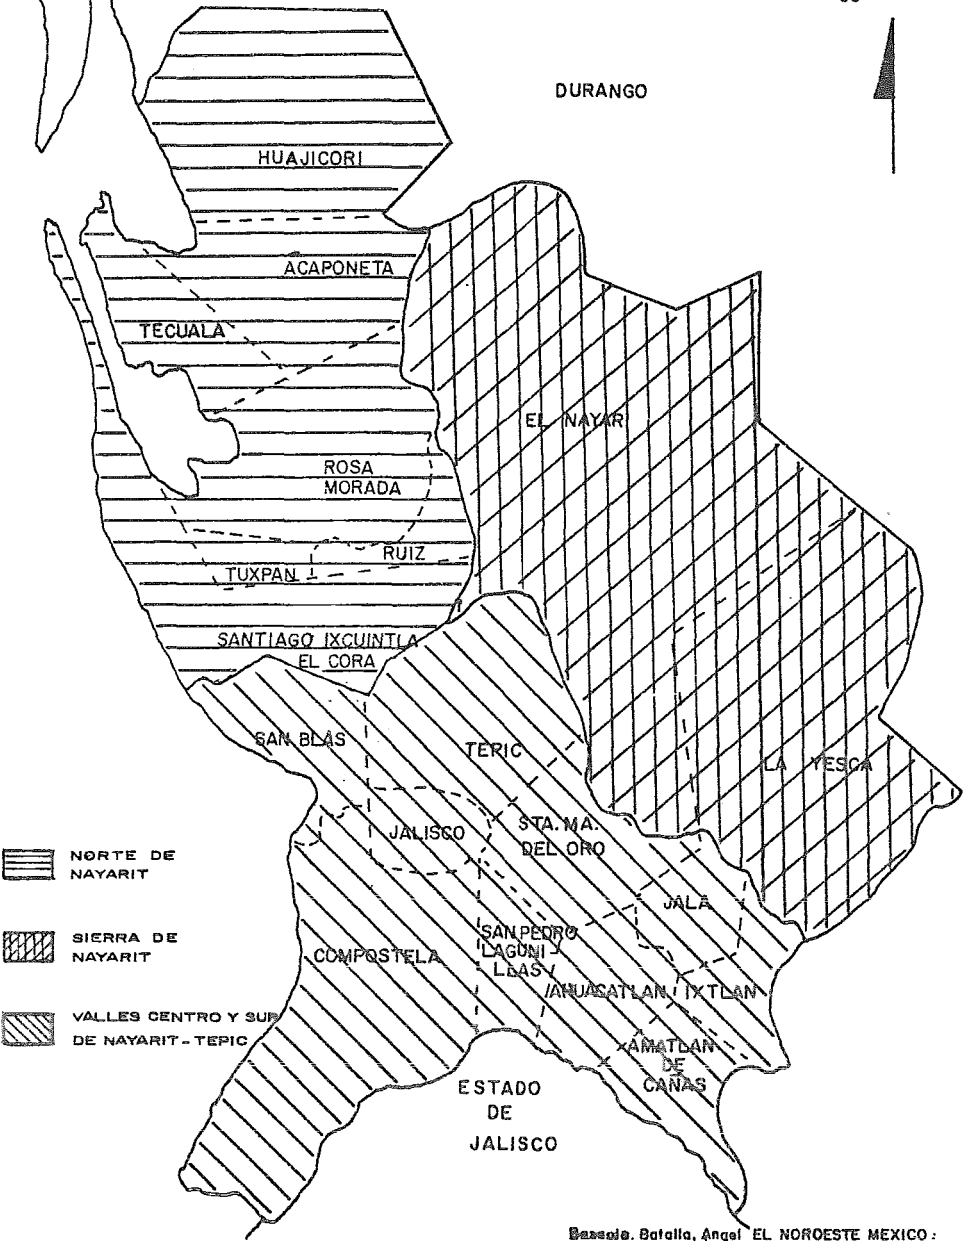 DURANGO
HUAJICORI
ACAPONETA
TECUALA
EL NAYAR
ROSA
MORADA
RUIZ
TUXPAN
SANTIAGO IXCUINTLA
EL CORA
SAN BLAS
TEPIC
LA YESCA
JALISCO
STA. MA.
DEL ORO
NORTE DE
NAYARIT
JALA
SIERRA DE
NAYARIT
COMPOSTELA
SAN PEDRO
LAGUNI-
LLAS
AHUACATLAN
IXTLAN
VALLES CENTRO Y SUR
DE NAYARIT-TEPIC
AMATLAN
DE
CAÑAS
ESTADO
DE
JALISCO
Batalla, Angel EL NOROESTE MEXICO: